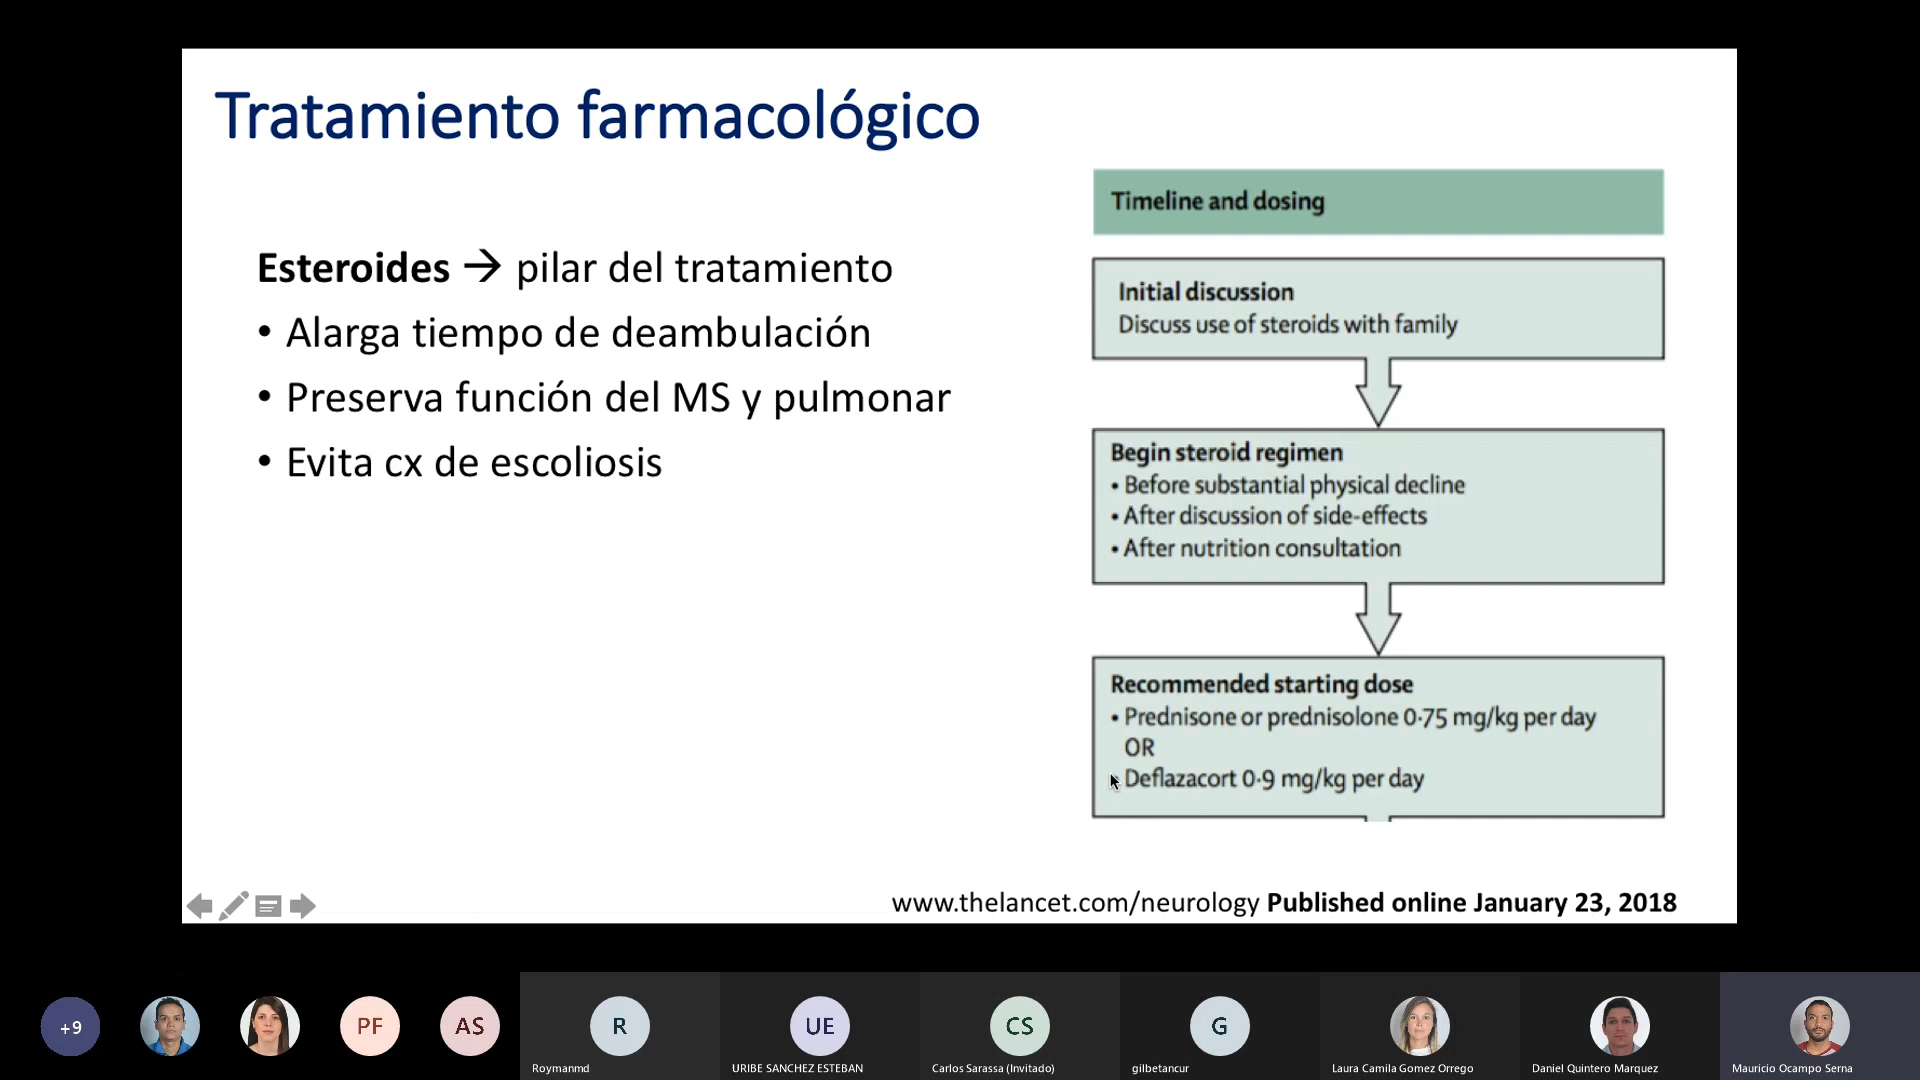 Tratamiento farmacológico
Esteroides → pilar del tratamiento
• Alarga tiempo de deambulación
• Preserva función del MS y pulmonar
• Evita cx de escoliosis
Timeline and dosing
Initial discussion
Discuss use of steroids with family
Begin steroid regimen
• Before substantial physical decline
• After discussion of side-effects
• After nutrition consultation
Recommended starting dose
• Prednisone or prednisolone 0·75 mg/kg per day
OR
Deflazacort 0·9 mg/kg per day
www.thelancet.com/neurology Published online January 23, 2018
+9
PF
AS
R
Roymanmd
UE
URIBE SANCHEZ ESTEBAN
CS
Carlos Sarassa (Invitado)
G
gilbetancur
Laura Camila Gomez Orrego
Daniel Quintero Marquez
Mauricio Ocampo Serna